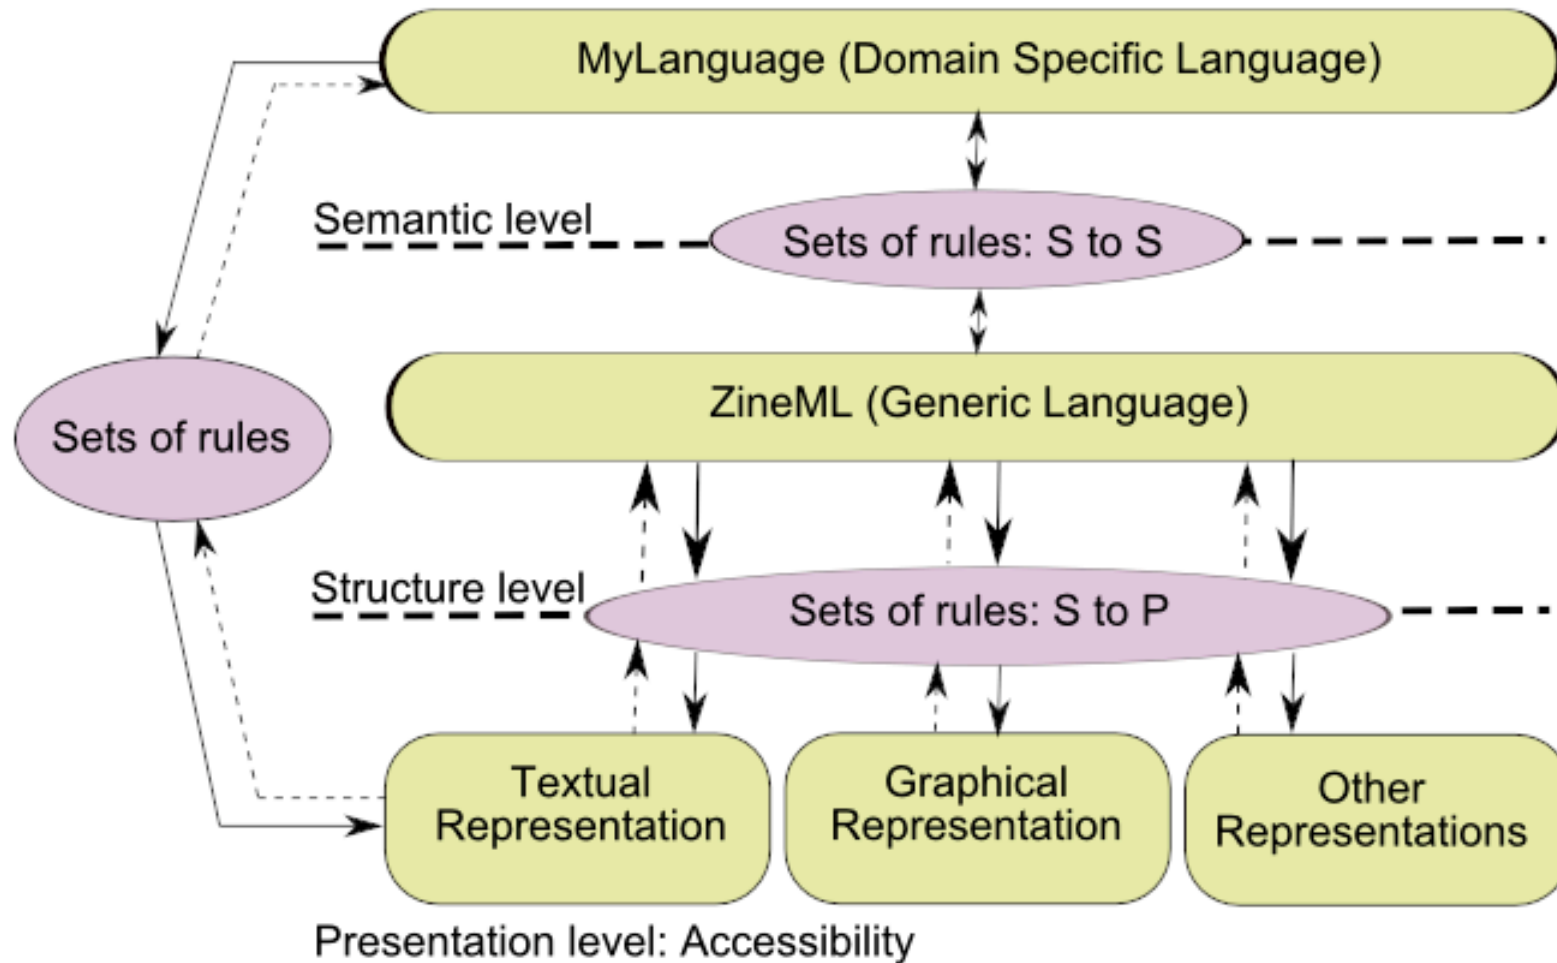 MyLanguage (Domain Specific Language)
Semantic level
Sets of rules: S to S
ZineML (Generic Language)
Sets of rules
Structure level
Sets of rules: S to P
Textual
Representation
Graphical
Representation
Other
Representations
Presentation level: Accessibility